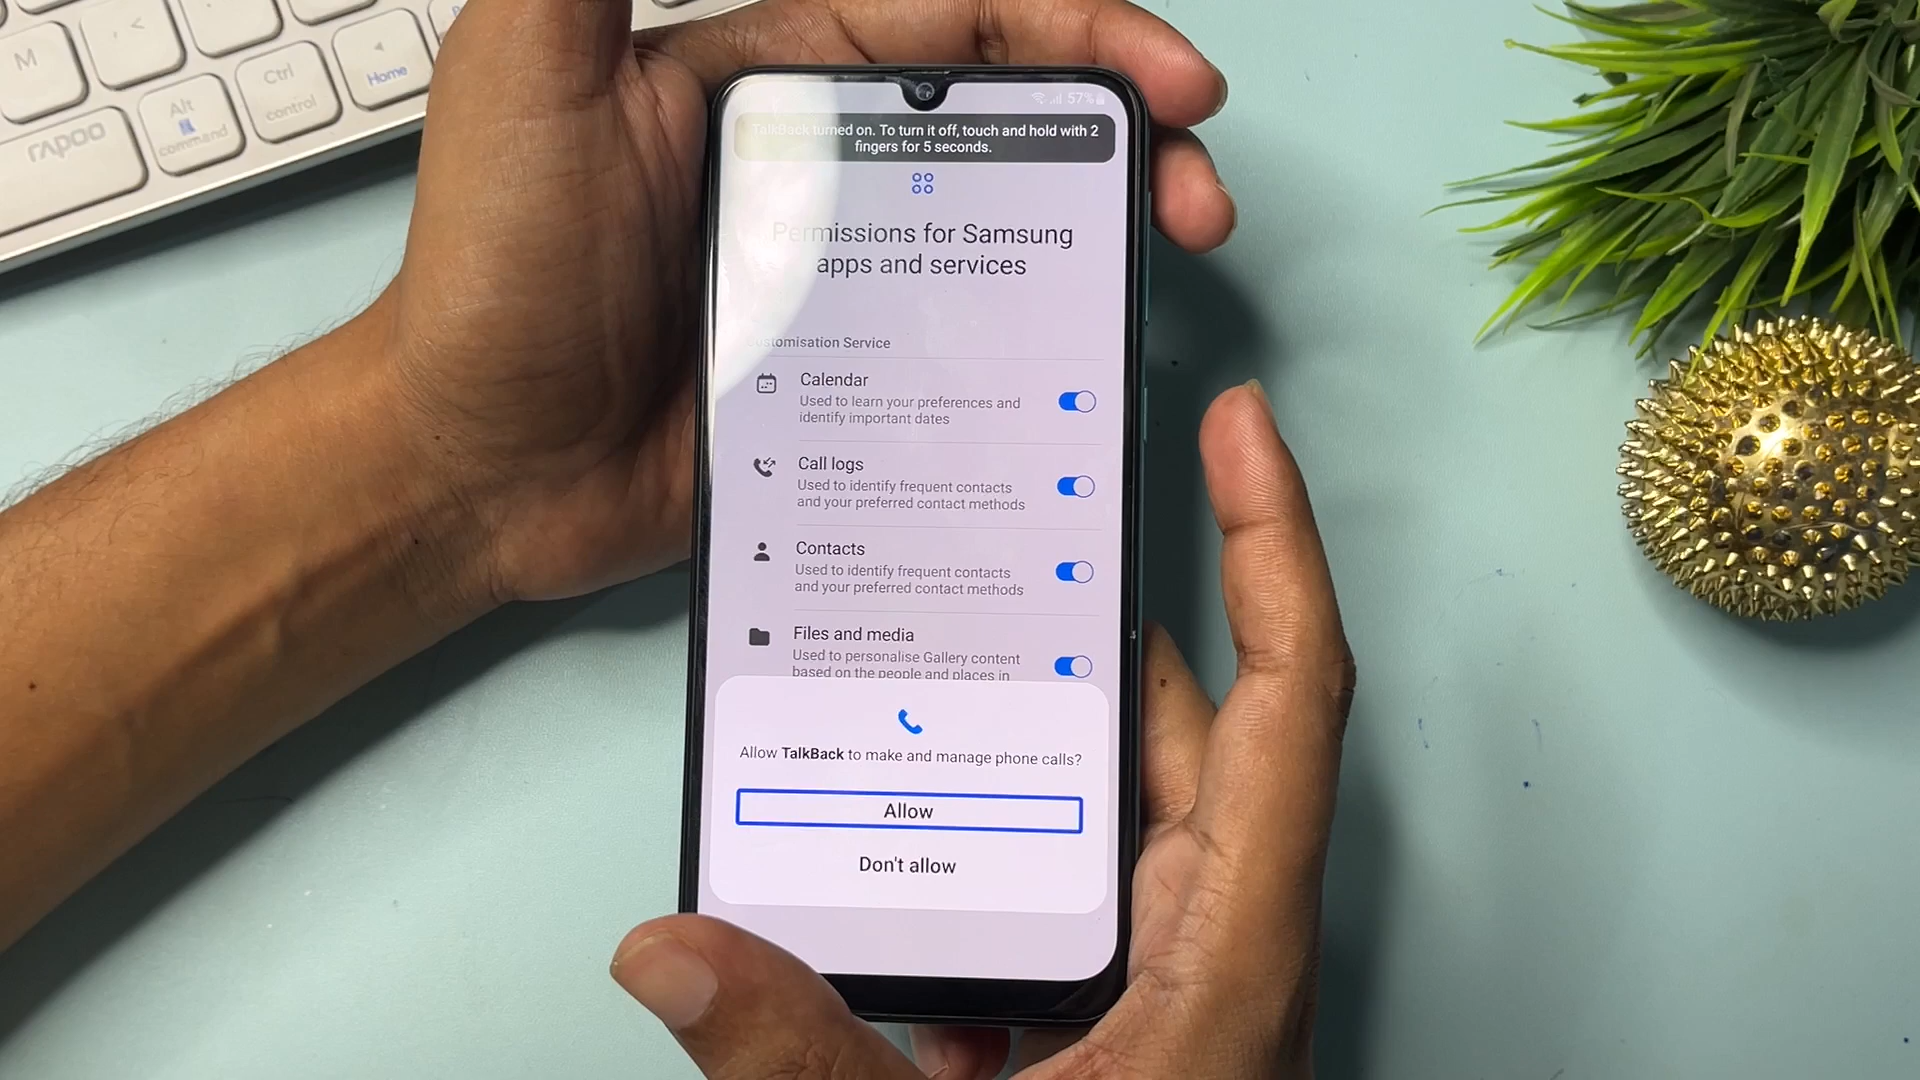 M
<
Ctrl
control
Home
Alt
command
rapoo
57%
TalkBack turned on. To turn it off, touch and hold with 2
fingers for 5 seconds.
Permissions for Samsung
apps and services
Customisation Service
Calendar
Used to learn your preferences and
identify important dates
Call logs
Used to identify frequent contacts
and your preferred contact methods
Contacts
Used to identify frequent contacts
and your preferred contact methods
Files and media
Used to personalise Gallery content
based on the people and places in
Allow TalkBack to make and manage phone calls?
Allow
Don't allow